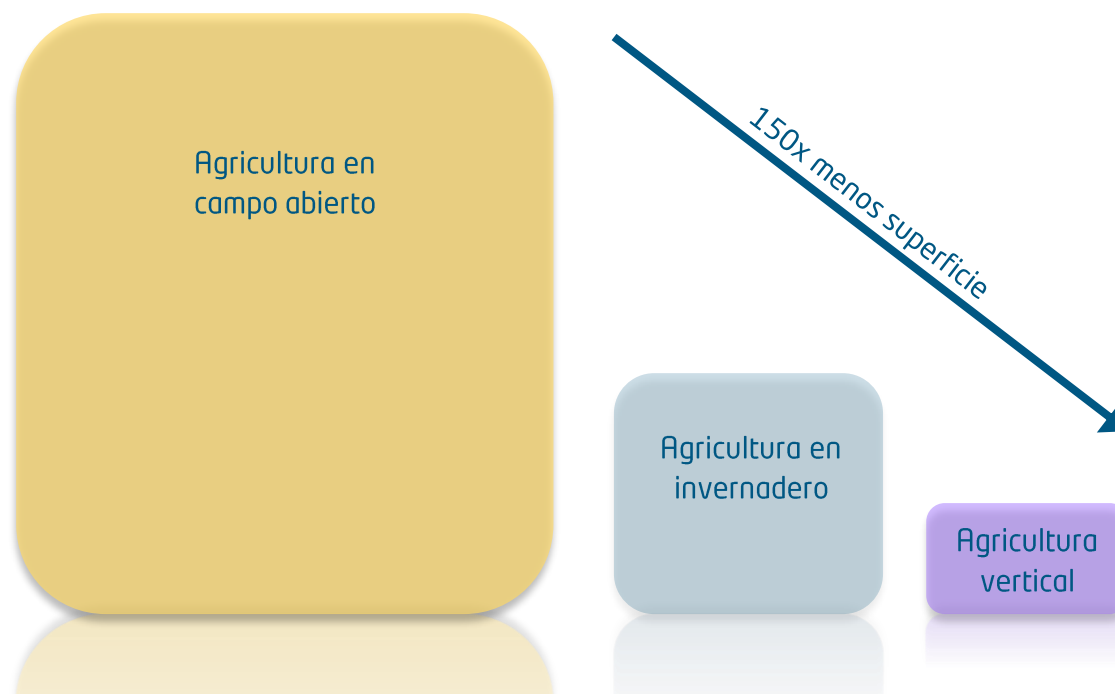 Agricultura en
campo abierto
150x menos superficie
Agricultura en
invernadero
Agricultura
vertical